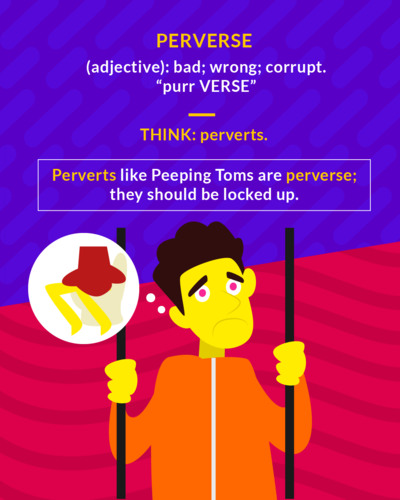 PERVERSE
(adjective): bad; wrong; corrupt.
“purr VERSE”
THINK: perverts.
Perverts like Peeping Toms are perverse;
they should be locked up.